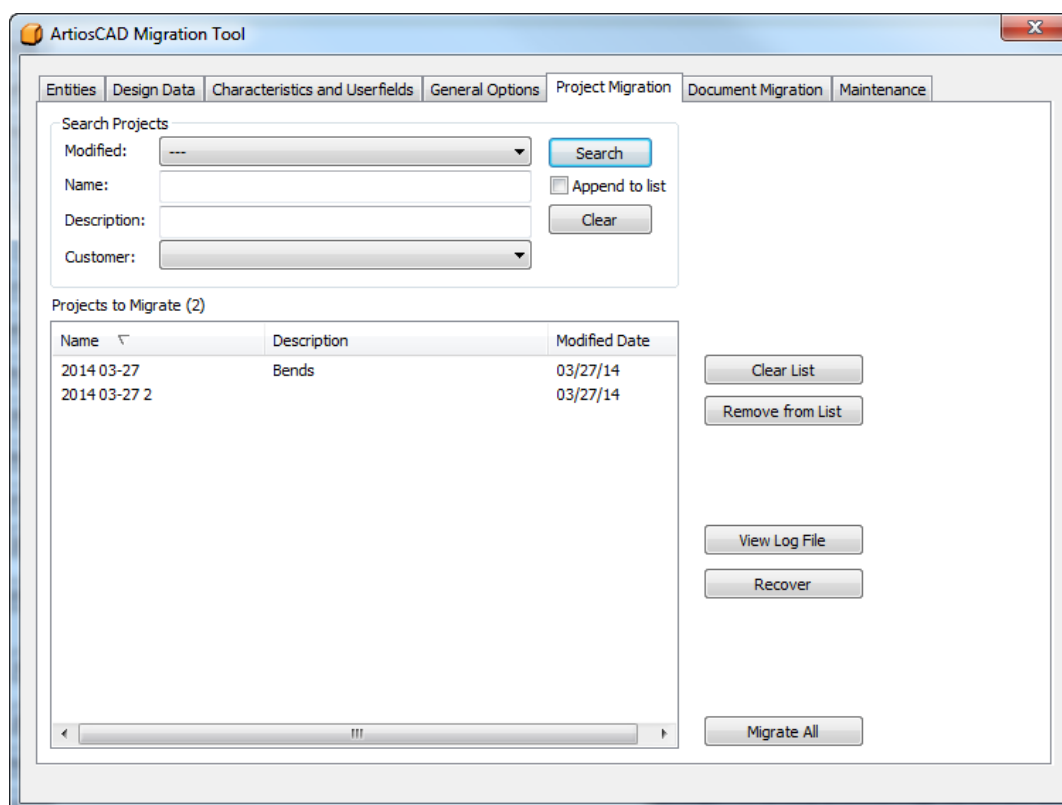 ArtiosCAD Migration Tool
Entities Design Data Characteristics and Userfields General Options Project Migration Document Migration Maintenance
Search Projects
Modified: --- Search
Name: Append to list
Description: Clear
Customer:
Projects to Migrate (2)
Name Description Modified Date
2014 03-27 Bends 03/27/14
2014 03-27 2 03/27/14
Clear List
Remove from List
View Log File
Recover
Migrate All